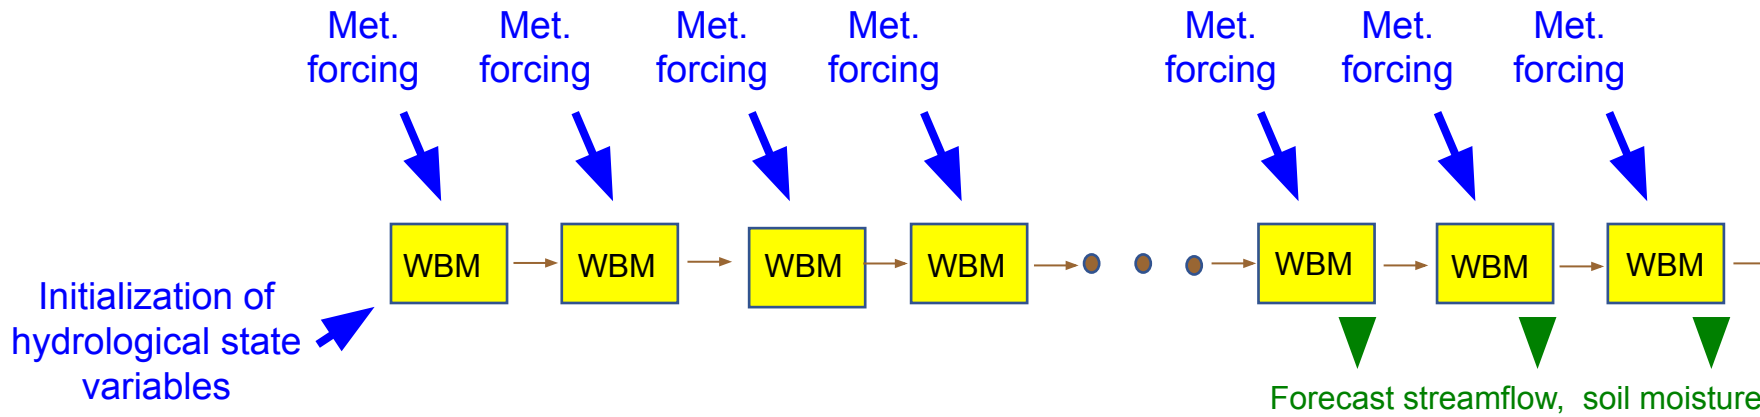 Met.
forcing
Met.
forcing
Met.
forcing
Met.
forcing
Met.
forcing
Met.
forcing
Met.
forcing
WBM
WBM
WBM
WBM
WBM
WBM
WBM
Initialization of
hydrological state
variables
Forecast streamflow, soil moisture